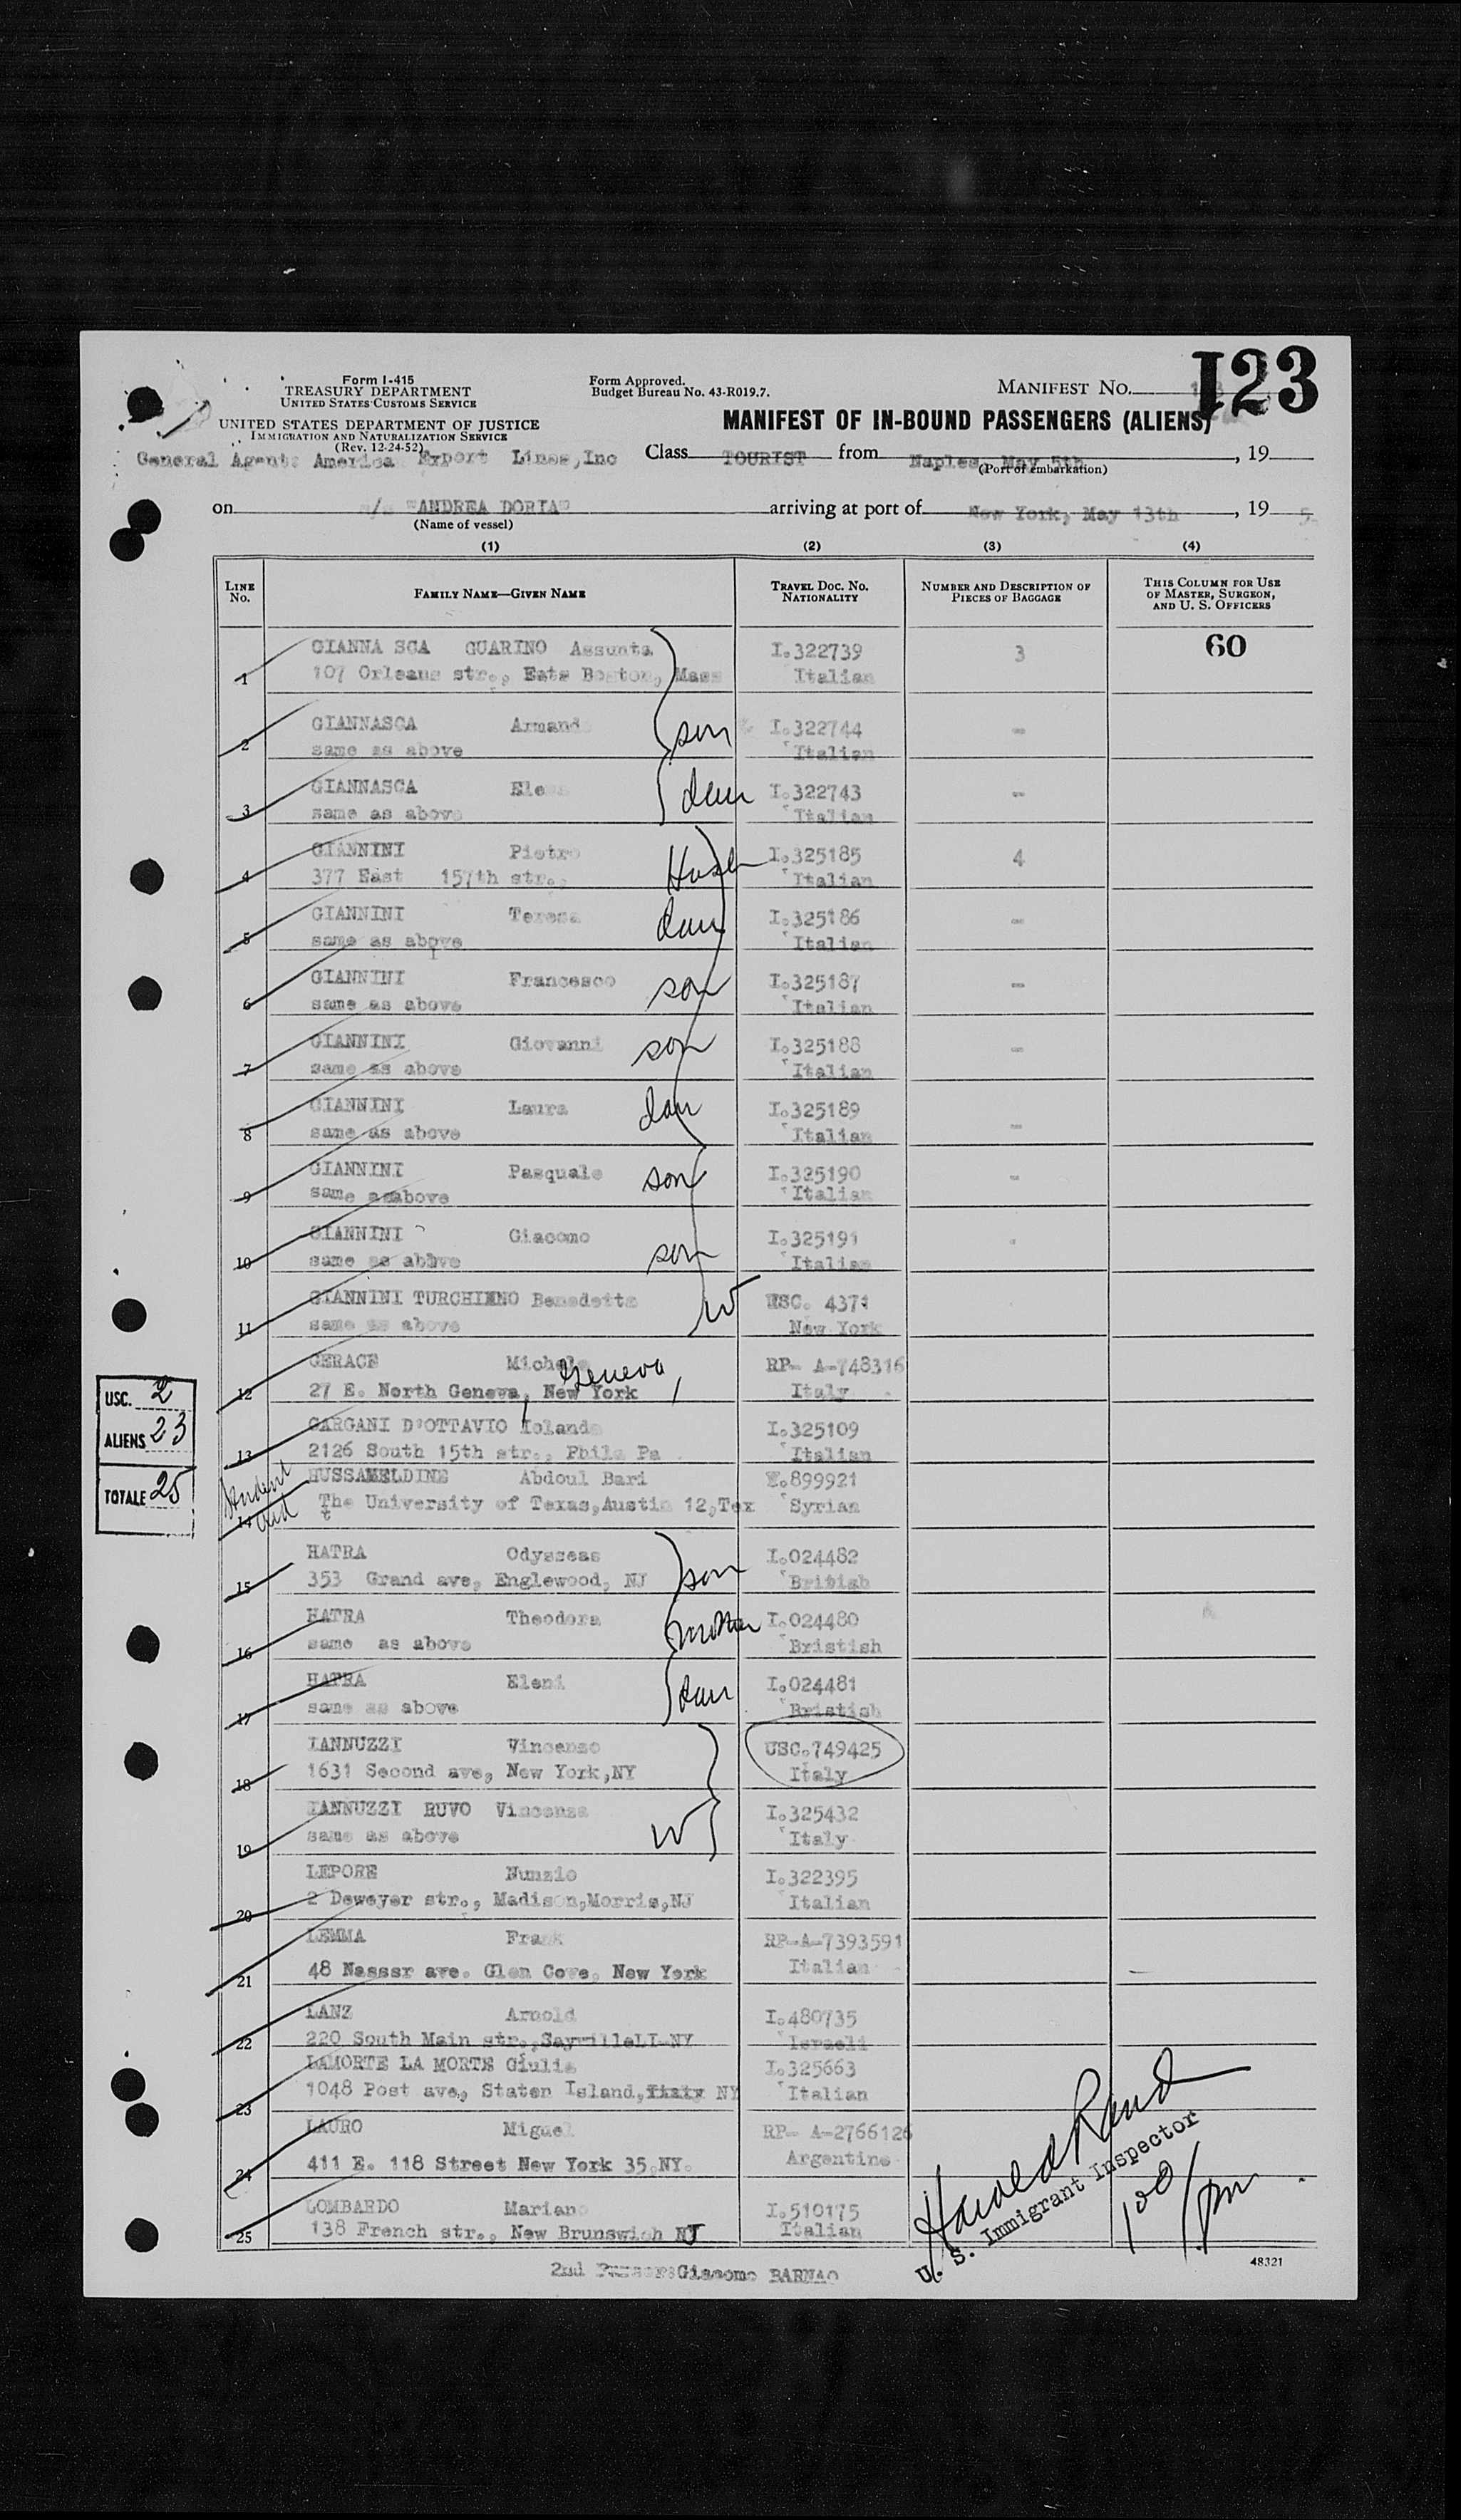 Form I-415
TREASURY DEPARTMENT
UNITED STATES CUSTOMS SERVICE
UNITED STATES DEPARTMENT OF JUSTICE
IMMIGRATION AND NATURALIZATION SERVICE
(Rev. 12-24-52)
Form Approved.
Budget Bureau No. 43-R019.7.
MANIFEST No.
123
MANIFEST OF IN-BOUND PASSENGERS (ALIENS)
General Agent: America Export Lines,Inc Class TOURIST from Naples, May 5th, 19
(Port of embarkation)
on s/s "ANDREA DORIA" arriving at port of New York, May 13th, 19 5
(Name of vessel)
(1) (2) (3) (4)
LINE No. FAMILY NAME—GIVEN NAME TRAVEL DOC. NO. NATIONALITY NUMBER AND DESCRIPTION OF PIECES OF BAGGAGE THIS COLUMN FOR USE OF MASTER, SURGEON, AND U. S. OFFICERS
1 GIANNA SCA GUARINO Assunta I.322739 3 60
107 Orleans str., Eats Boston, Mass Italian
2 GIANNASCA Armando son I.322744 -
same as above Italian
3 GIANNASCA Elena dau I.322743 -
same as above Italian
4 GIANNINI Pietro Husb I.325185 4
377 East 157th str., Italian
5 GIANNINI Teresa dau I.325186 -
same as above Italian
6 GIANNINI Francesco son I.325187 -
same as above Italian
7 GIANNINI Giovanni son I.325188 -
same as above Italian
8 GIANNINI Laura dau I.325189 -
same as above Italian
9 GIANNINI Pasquale son I.325190 -
same asabove Italian
10 GIANNINI Giacomo son I.325191 -
same as abbve Italian
11 GIANNINI TURCHIENO Benedetta W USC. 4371
same as above New York
12 GERACE Michele RP- A-748316
Geneva
27 E. North Geneva, New York, Italy
13 GARGANI D'OTTAVIO Iolanda I.325109
2126 South 15th str., Phila Pa Italian
14 HUSSAMELDINE Abdoul Bari I.899921
Student
The University of Texas,Austin 12,Tex Syrian
15 HATRA Odysseas son I.024482
353 Grand ave, Englewood, NJ British
16 HATRA Theodora mother I.024480
same as above Bristish
17 HATRA Eleni dau I.024481
same as above Bristish
18 IANNUZZI Vincenzo USC.749425
1631 Second ave, New York,NY Italy
19 IANNUZZI RUVO Vincenza W I.325432
same as above Italy
20 LEPORE Nunzio I.322395
2 Deweyer str., Madison,Morris,NJ Italian
21 LEMMA Frank RP-A-7393591
48 Nasssr ave. Glen Cove, New York Italian
22 LANZ Arnold I.480735
220 South Main str.,SayvilleLI-NY Israeli
23 LAMORTE LA MORTE Giulia I.325663
1048 Post ave, Staten Island, NY Italian
24 LAURO Miguel RP- A-2766126
411 E. 118 Street New York 35.NY. Argentine
25 LOMBARDO Mariano I.510175
138 French str., New Brunswich NJ Italian
USC. 2
ALIENS 23
TOTALE 25
Harold Rand
U. S. Immigrant Inspector
100/pm
2nd Purser:Giacomo BARNAO
48321